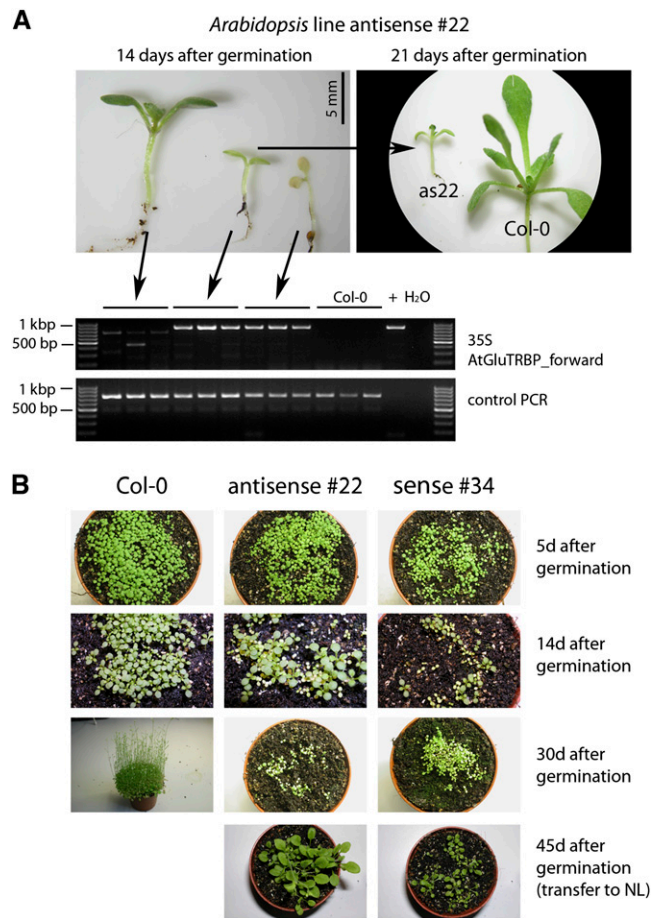 A
Arabidopsis line antisense #22
14 days after germination
21 days after germination
5 mm
as22
Col-0
Col-0
+ H₂O
1 kbp
500 bp
35S
AtGluTRBP_forward
1 kbp
500 bp
control PCR
B
Col-0
antisense #22
sense #34
5d after
germination
14d after
germination
30d after
germination
45d after
germination
(transfer to NL)